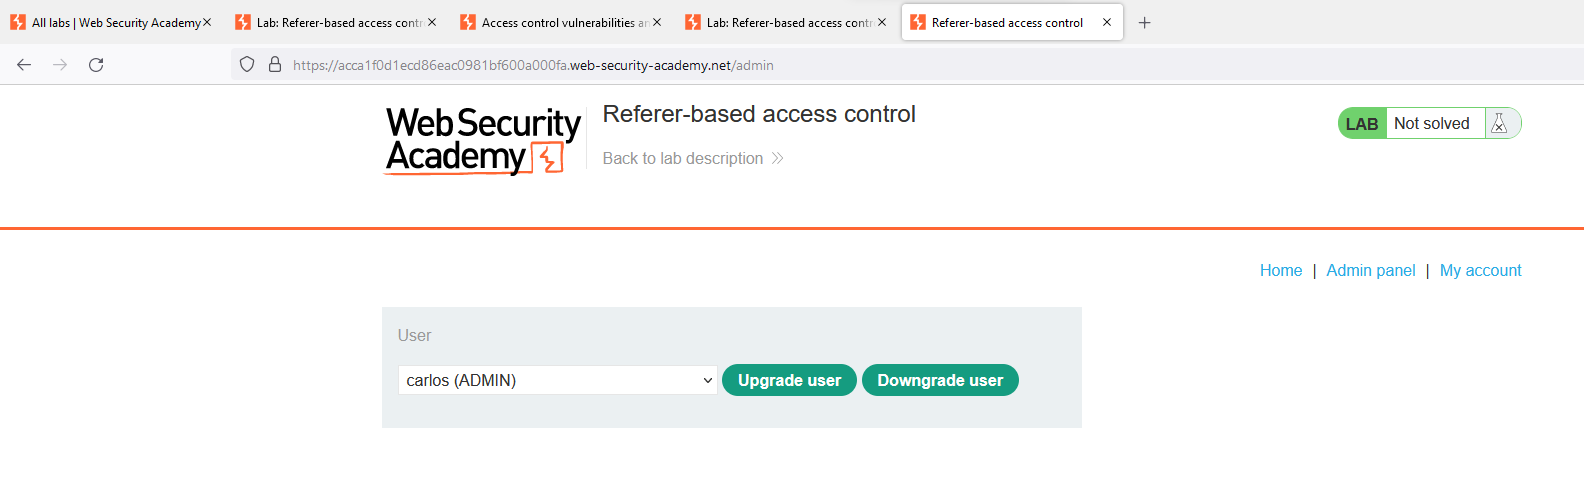 All labs | Web Security Academy
Lab: Referer-based access contr
Access control vulnerabilities an
Lab: Referer-based access contr
Referer-based access control
https://acca1f0d1ecd86eac0981bf600a000fa.web-security-academy.net/admin
Web Security
Academy
Referer-based access control
Back to lab description
LAB Not solved
Home | Admin panel | My account
User
carlos (ADMIN) Upgrade user Downgrade user